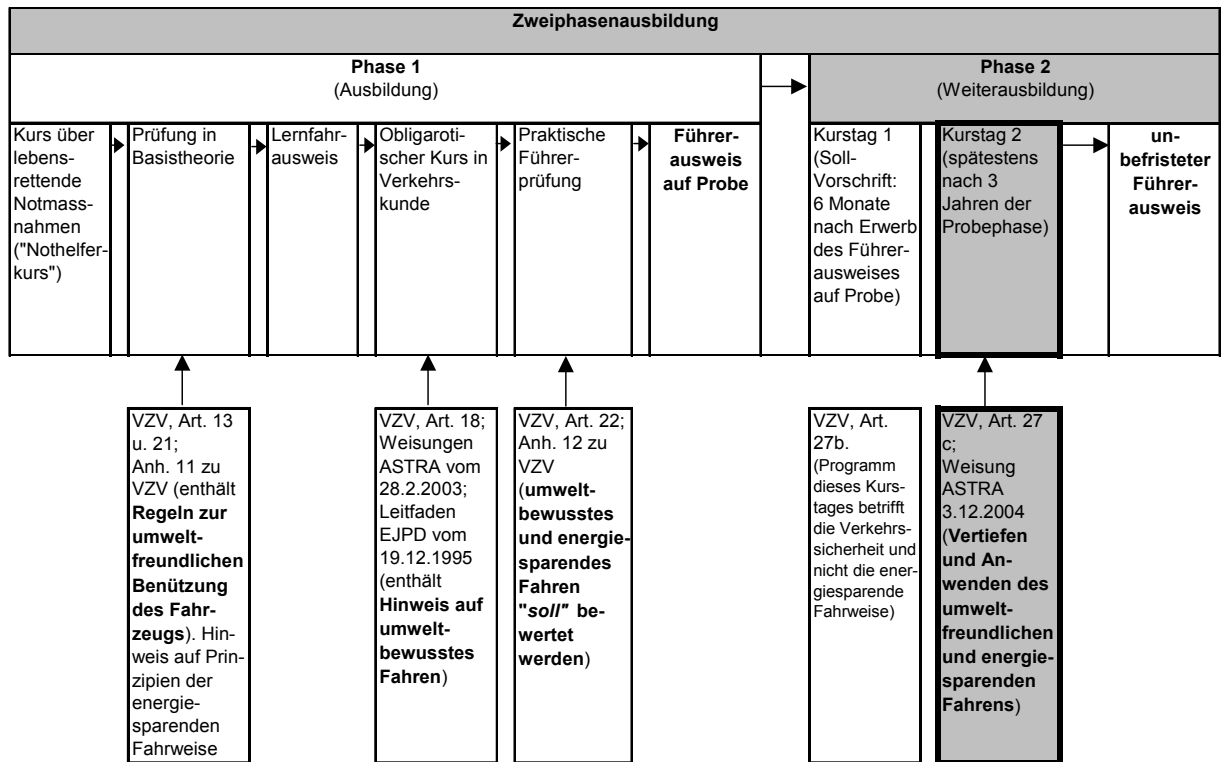 Zweiphasenausbildung
Phase 1
(Ausbildung)
Phase 2
(Weiterausbildung)
Kurs über
lebens-
rettende
Notmass-
nahmen
("Nothelfer-
kurs")
Prüfung in
Basistheorie
Lernfahr-
ausweis
Obligaroti-
scher Kurs in
Verkehrs-
kunde
Praktische
Führer-
prüfung
Führer-
ausweis
auf Probe
Kurstag 1
(Soll-
Vorschrift:
6 Monate
nach Erwerb
des Führer-
ausweises
auf Probe)
Kurstag 2
(spätestens
nach 3
Jahren der
Probephase)
un-
befristeter
Führer-
ausweis
VZV, Art. 13
u. 21;
Anh. 11 zu
VZV (enthält
Regeln zur
umwelt-
freundlichen
Benützung
des Fahr-
zeugs). Hin-
weis auf Prin-
zipien der
energie-
sparenden
Fahrweise
VZV, Art. 18;
Weisungen
ASTRA vom
28.2.2003;
Leitfaden
EJPD vom
19.12.1995
(enthält
Hinweis auf
umwelt-
bewusstes
Fahren)
VZV, Art. 22;
Anh. 12 zu
VZV
(umwelt-
bewusstes
und energie-
sparendes
Fahren
"soll" be-
wertet
werden)
VZV, Art.
27b.
(Programm
dieses Kurs-
tages betrifft
die Verkehrs-
sicherheit und
nicht die ener-
giesparende
Fahrweise)
VZV, Art. 27
c;
Weisung
ASTRA
3.12.2004
(Vertiefen
und An-
wenden des
umwelt-
freundlichen
und energie-
sparenden
Fahrens)